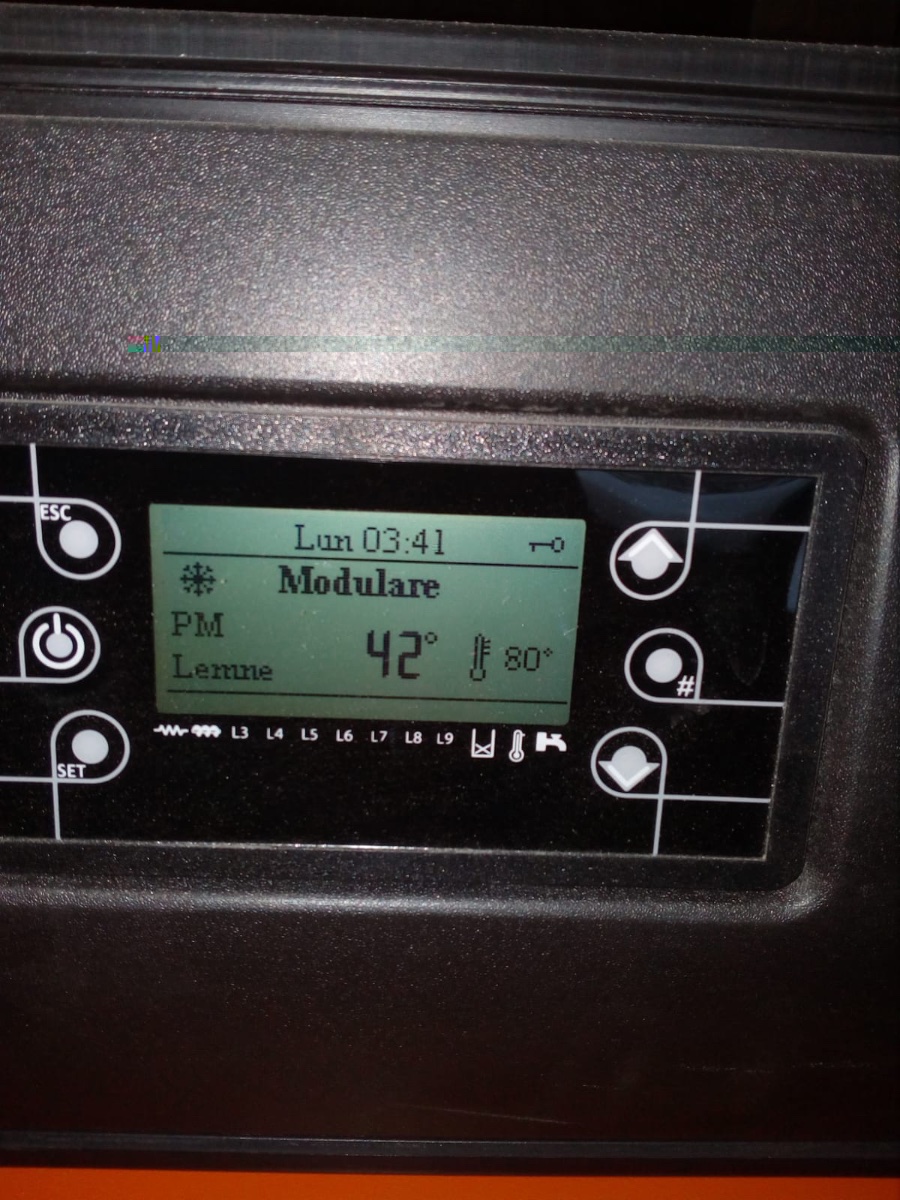 ESC
Lun 03:41
Modulare
PM
42°
80°
Lemne
#
L3 L4 L5 L6 L7 L8 L9
SET